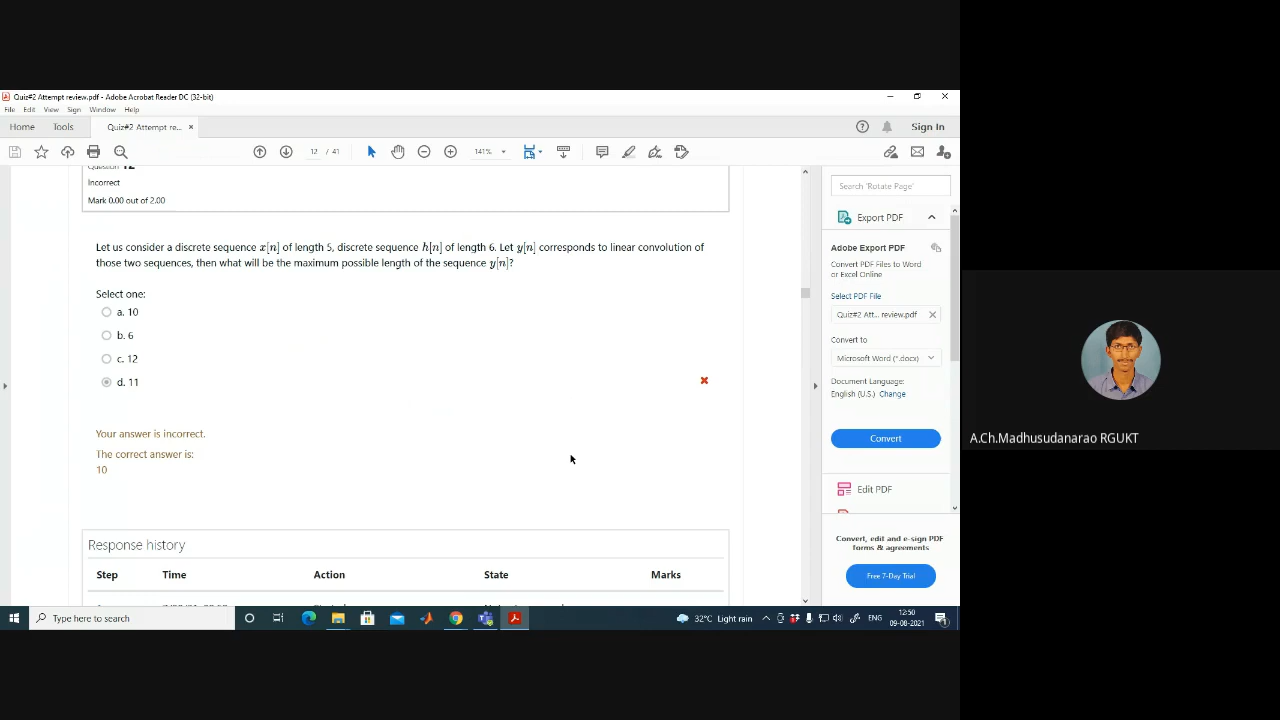 Quiz#2 Attempt review.pdf - Adobe Acrobat Reader DC (32-bit)
File Edit View Sign Window Help
Home Tools Quiz#2 Attempt re... × Sign In
12 / 41 141%
Question 12
Incorrect
Mark 0.00 out of 2.00
Let us consider a discrete sequence x[n] of length 5, discrete sequence h[n] of length 6. Let y[n] corresponds to linear convolution of
those two sequences, then what will be the maximum possible length of the sequence y[n]?
Select one:
a. 10
b. 6
c. 12
d. 11
Your answer is incorrect.
The correct answer is:
10
Response history
Step Time Action State Marks
Search 'Rotate Page'
Export PDF
Adobe Export PDF
Convert PDF Files to Word
or Excel Online
Select PDF File
Quiz#2 Att... review.pdf
Convert to
Microsoft Word (*.docx)
Document Language:
English (U.S.) Change
Convert
Edit PDF
Convert, edit and e-sign PDF
forms & agreements
Free 7-Day Trial
Type here to search
32°C Light rain ENG 12:50
09-08-2021
A.Ch.Madhusudanarao RGUKT